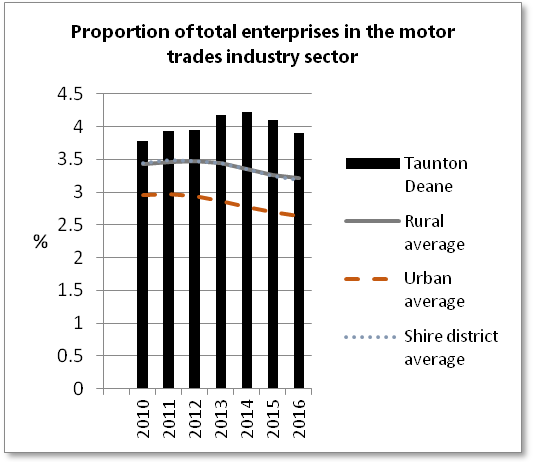 Proportion of total enterprises in the motor
trades industry sector
4.5
4
3.5
3
2.5
2
1.5
1
0.5
0
%
2010
2011
2012
2013
2014
2015
2016
Taunton
Deane
Rural
average
Urban
average
Shire district
average